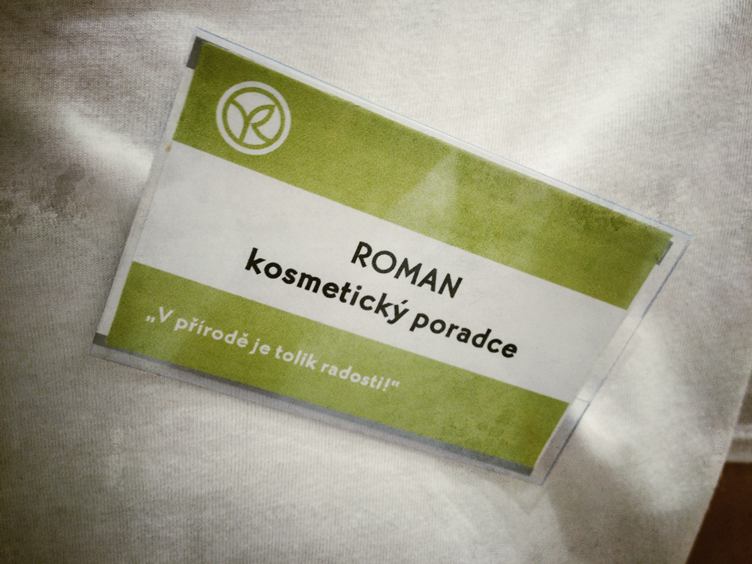 ROMAN
kosmetický poradce
„V přírodě je tolik radosti!“